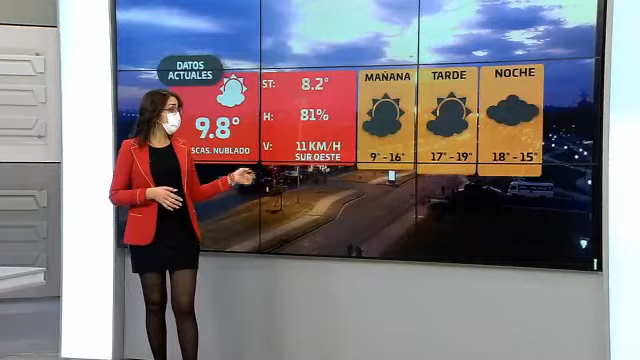 DATOS
ACTUALES
9.8°
SCAS. NUBLADO
ST: 8.2°
H: 81%
V: 11 KM/H
SUR OESTE
MAÑANA
9° - 16°
TARDE
17° - 19°
NOCHE
18° - 15°